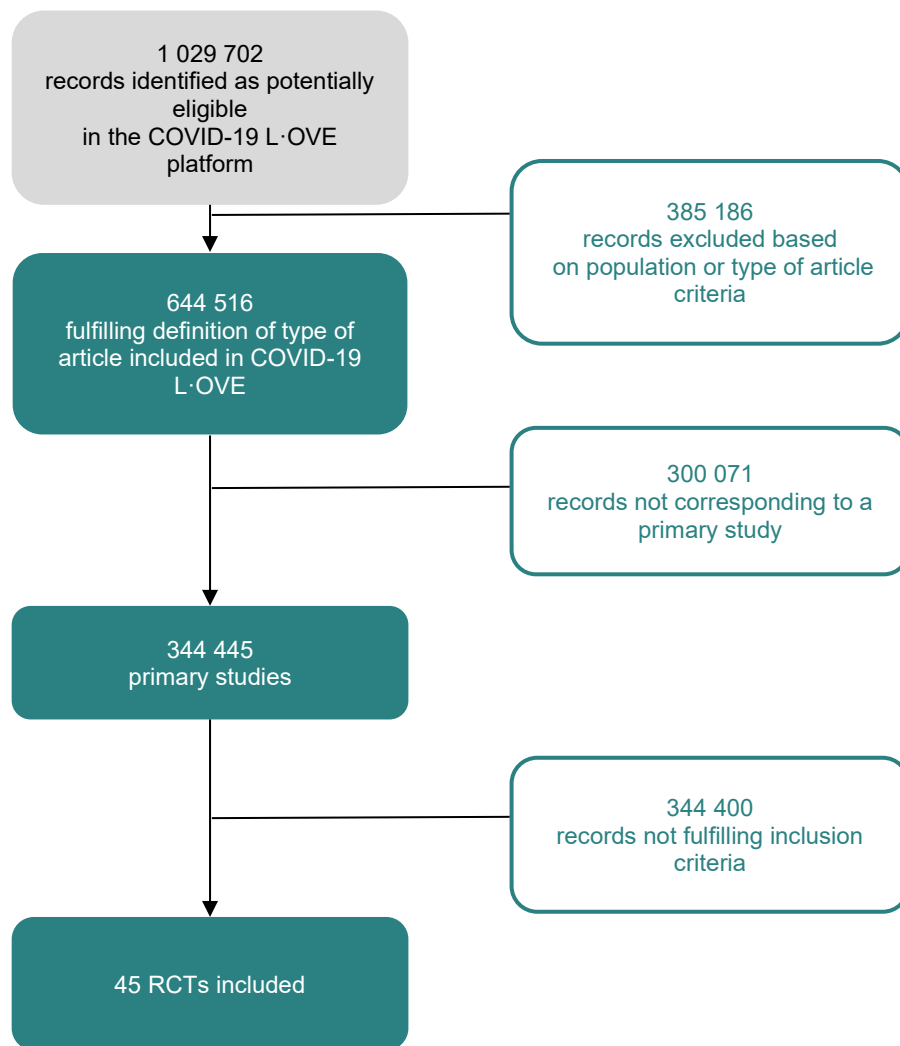 1 029 702
records identified as potentially
eligible
in the COVID-19 L·OVE
platform
385 186
records excluded based
on population or type of article
criteria
644 516
fulfilling definition of type of
article included in COVID-19
L·OVE
300 071
records not corresponding to a
primary study
344 445
primary studies
344 400
records not fulfilling inclusion
criteria
45 RCTs included